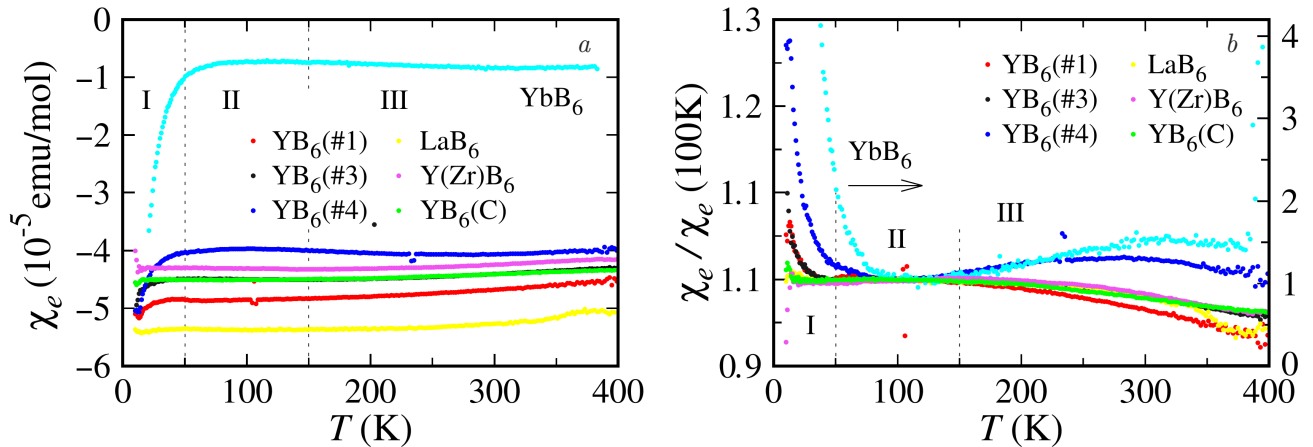 0
−1
−2
−3
−4
−5
−6
0
100
200
300
400
T (K)
χe (10⁻⁵ emu/mol)
a
I
II
III
YbB₆
YB₆(#1)
YB₆(#3)
YB₆(#4)
LaB₆
Y(Zr)B₆
YB₆(C)
1.3
1.2
1.1
1.1
0.9
0
100
200
300
400
T (K)
χe / χe (100K)
b
YB₆(#1)
YB₆(#3)
YB₆(#4)
LaB₆
Y(Zr)B₆
YB₆(C)
YbB₆
I
II
III
4
3
2
1
0